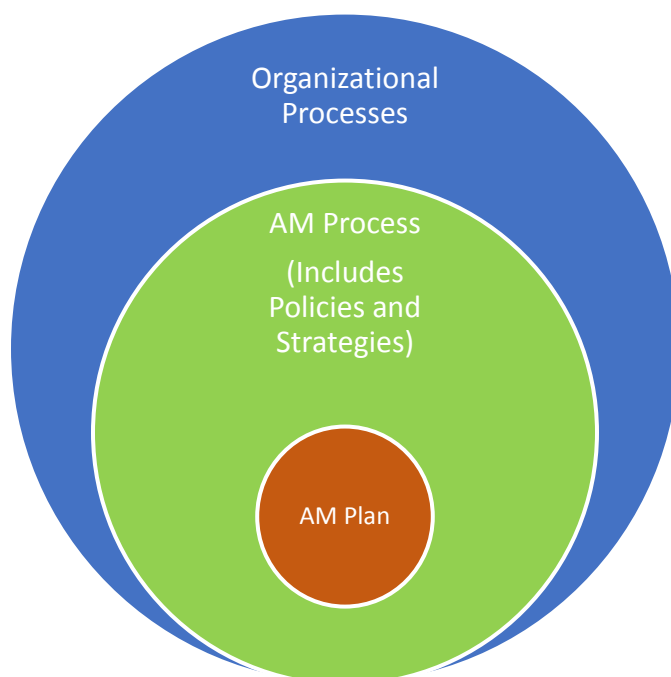 Organizational
Processes
AM Process
(Includes
Policies and
Strategies)
AM Plan